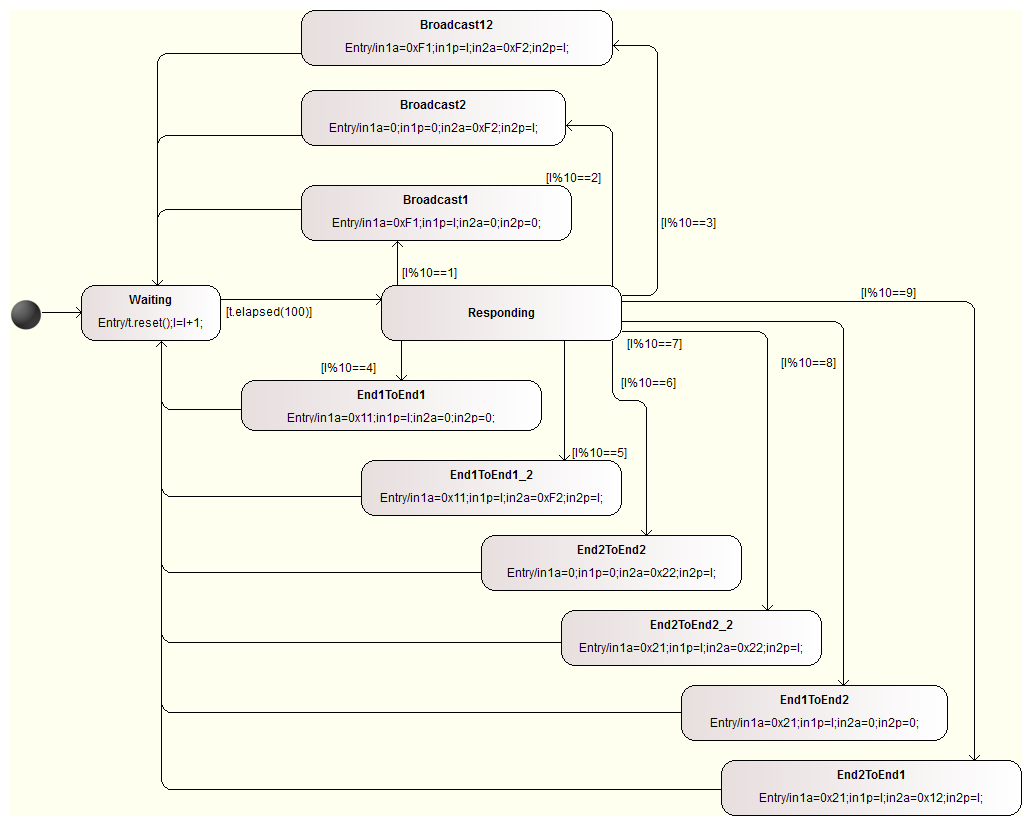 Broadcast12
Entry/in1a=0xF1;in1p=I;in2a=0xF2;in2p=I;
Broadcast2
Entry/in1a=0;in1p=0;in2a=0xF2;in2p=I;
[I%10==2]
Broadcast1
Entry/in1a=0xF1;in1p=I;in2a=0;in2p=0;
[I%10==3]
[I%10==1]
[I%10==9]
Waiting
Entry/t.reset();I=I+1;
[t.elapsed(100)]
Responding
[I%10==7]
[I%10==8]
[I%10==4]
[I%10==6]
End1ToEnd1
Entry/in1a=0x11;in1p=I;in2a=0;in2p=0;
[I%10==5]
End1ToEnd1_2
Entry/in1a=0x11;in1p=I;in2a=0xF2;in2p=I;
End2ToEnd2
Entry/in1a=0;in1p=0;in2a=0x22;in2p=I;
End2ToEnd2_2
Entry/in1a=0x21;in1p=I;in2a=0x22;in2p=I;
End1ToEnd2
Entry/in1a=0x21;in1p=I;in2a=0;in2p=0;
End2ToEnd1
Entry/in1a=0x21;in1p=I;in2a=0x12;in2p=I;